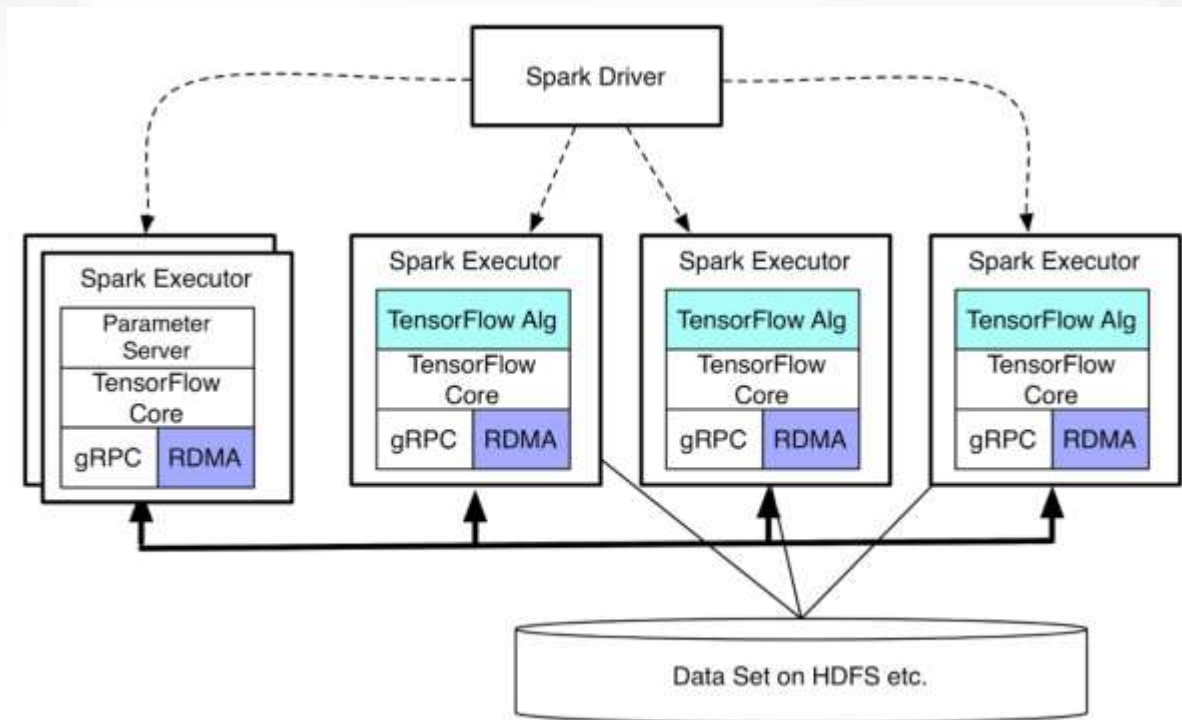 Spark Driver
Spark Executor
Parameter
Server
TensorFlow
Core
gRPC
RDMA
Spark Executor
TensorFlow Alg
TensorFlow
Core
gRPC
RDMA
Spark Executor
TensorFlow Alg
TensorFlow
Core
gRPC
RDMA
Spark Executor
TensorFlow Alg
TensorFlow
Core
gRPC
RDMA
Data Set on HDFS etc.